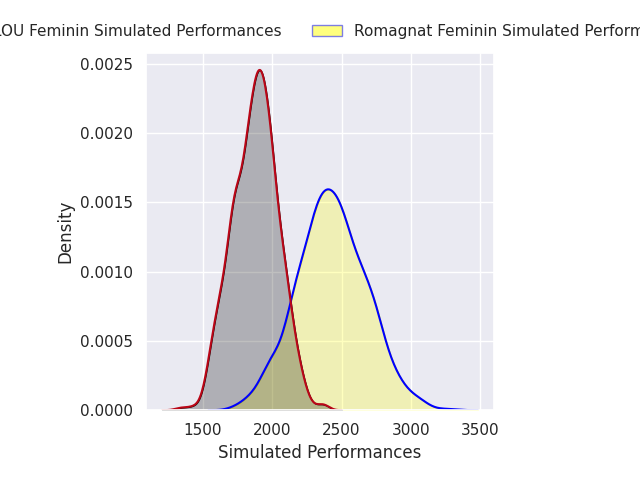 LOU Feminin Simulated Performances
Romagnat Feminin Simulated Perform
0.0025
0.0020
0.0015
0.0010
0.0005
0.0000
Density
1500 2000 2500 3000 3500
Simulated Performances